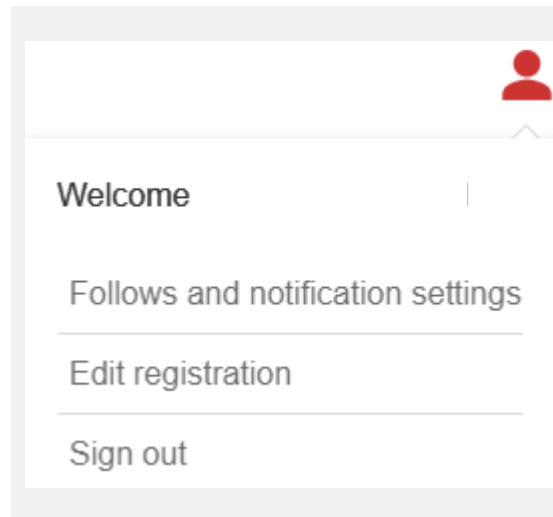 Welcome
Follows and notification settings
Edit registration
Sign out